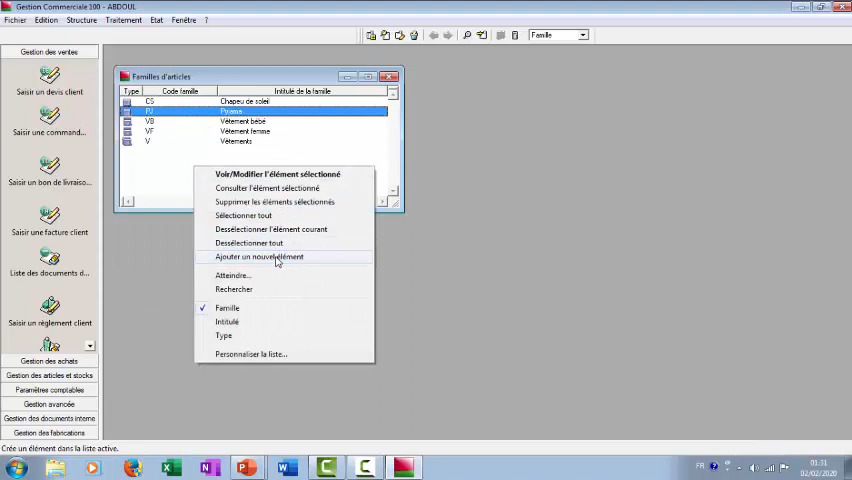 Gestion Commerciale 100 - ABDOUL
Fichier Edition Structure Traitement Etat Fenêtre ?
Famille
Gestion des ventes
Saisir un devis client
Saisir une command...
Saisir un bon de livraiso...
Saisir une facture client
Liste des documents d...
Saisir un règlement client
Gestion des achats
Gestion des articles et stocks
Paramètres comptables
Gestion avancée
Gestion des documents interne
Gestion des fabrications
Familles d'articles
Type Code famille Intitulé de la famille
CS Chapeu de soleil
PJ Pyjama
VB Vêtement bébé
VF Vêtement femme
V Vêtements
Voir/Modifier l'élément sélectionné
Consulter l'élément sélectionné
Supprimer les éléments sélectionnés
Sélectionner tout
Dessélectionner l'élément courant
Dessélectionner tout
Ajouter un nouvel élément
Atteindre...
Rechercher
Famille
Intitulé
Type
Personnaliser la liste...
Crée un élément dans la liste active.
FR
01:31
02/02/2020